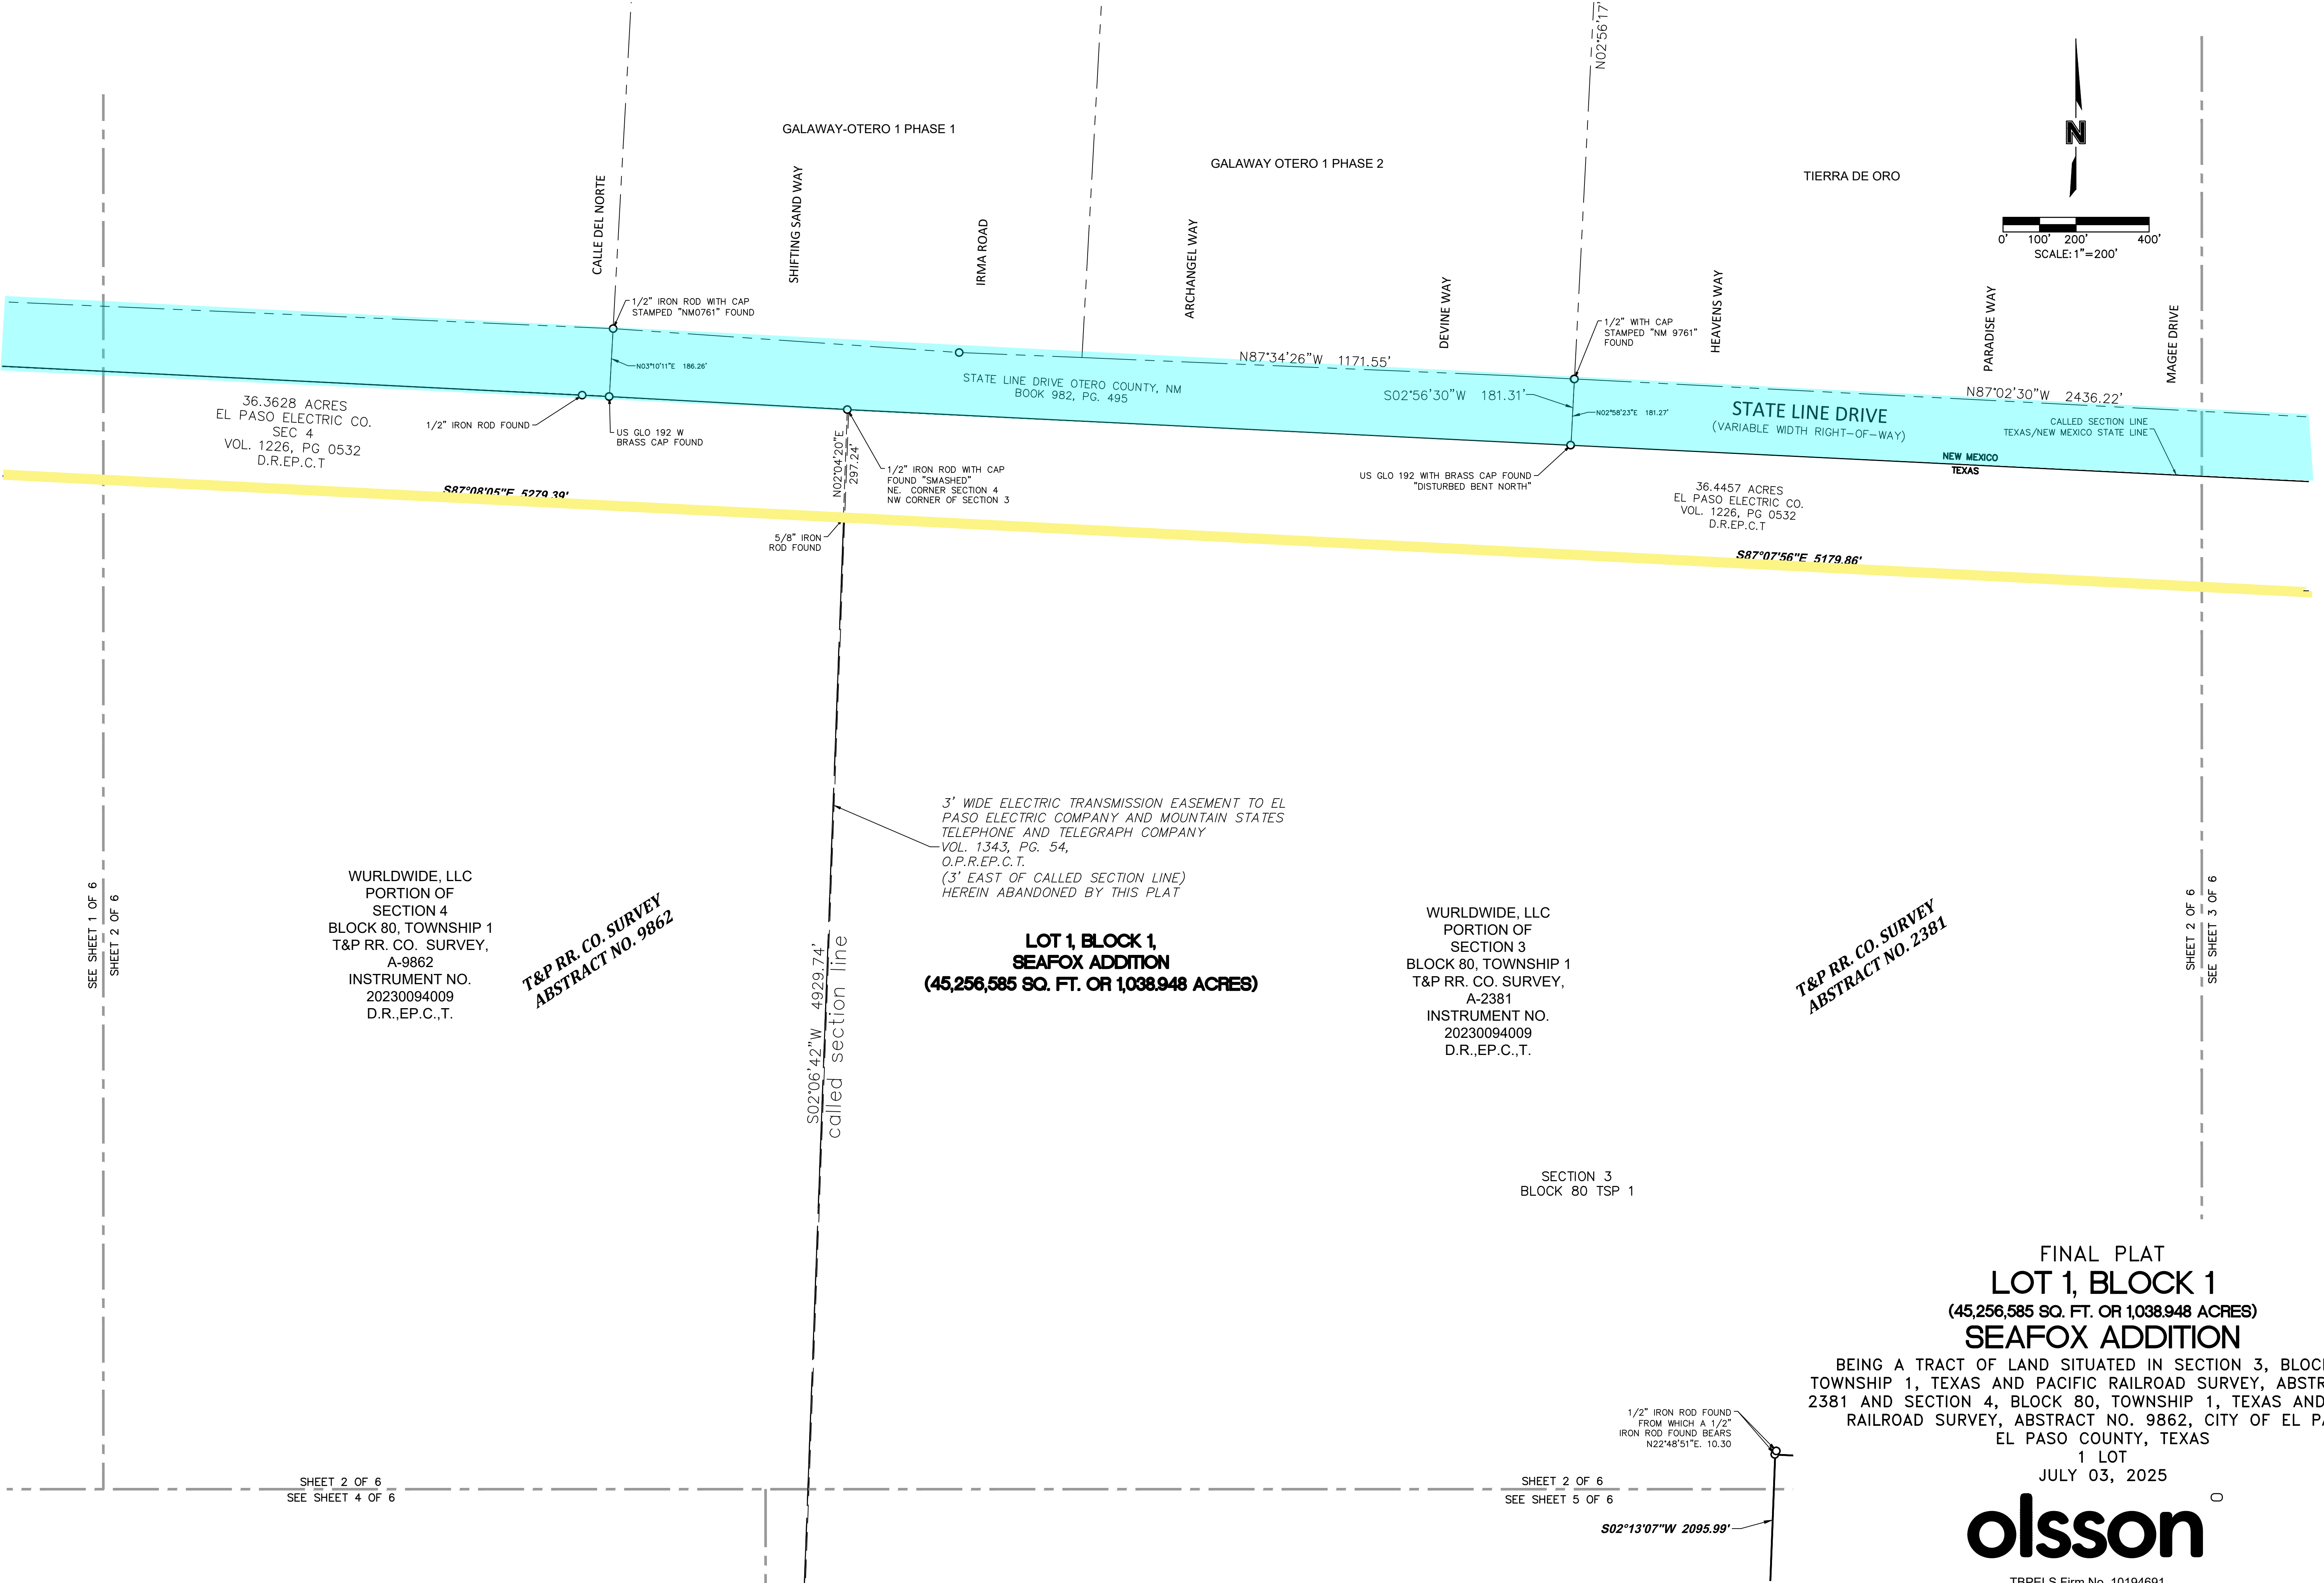 N02°56'17"
GALAWAY-OTERO 1 PHASE 1
GALAWAY OTERO 1 PHASE 2
TIERRA DE ORO
N
0' 100' 200' 400'
SCALE: 1"=200'
CALLE DEL NORTE
SHIFTING SAND WAY
IRMA ROAD
ARCHANGEL WAY
DEVINE WAY
HEAVENS WAY
PARADISE WAY
MAGEE DRIVE
1/2" IRON ROD WITH CAP
STAMPED "NM0761" FOUND
1/2" WITH CAP
STAMPED "NM 9761"
FOUND
N03°10'11"E 186.26'
N87°34'26"W 1171.55'
STATE LINE DRIVE OTERO COUNTY, NM
BOOK 982, PG. 495
S02°56'30"W 181.31'
N02°58'23"E 181.27'
STATE LINE DRIVE
(VARIABLE WIDTH RIGHT-OF-WAY)
N87°02'30"W 2436.22'
CALLED SECTION LINE
TEXAS/NEW MEXICO STATE LINE
NEW MEXICO
TEXAS
36.3628 ACRES
EL PASO ELECTRIC CO.
SEC 4
VOL. 1226, PG 0532
D.R.EP.C.T
1/2" IRON ROD FOUND
US GLO 192 W
BRASS CAP FOUND
N02°04'20"E
297.24'
1/2" IRON ROD WITH CAP
FOUND "SMASHED"
NE. CORNER SECTION 4
NW CORNER OF SECTION 3
US GLO 192 WITH BRASS CAP FOUND
"DISTURBED BENT NORTH"
36.4457 ACRES
EL PASO ELECTRIC CO.
VOL. 1226, PG 0532
D.R.EP.C.T
S87°08'05"E 5279.39'
5/8" IRON
ROD FOUND
S87°07'56"E 5179.86'
3' WIDE ELECTRIC TRANSMISSION EASEMENT TO EL
PASO ELECTRIC COMPANY AND MOUNTAIN STATES
TELEPHONE AND TELEGRAPH COMPANY
VOL. 1343, PG. 54,
O.P.R.EP.C.T.
(3' EAST OF CALLED SECTION LINE)
HEREIN ABANDONED BY THIS PLAT
SEE SHEET 1 OF 6
SHEET 2 OF 6
WURLDWIDE, LLC
PORTION OF
SECTION 4
BLOCK 80, TOWNSHIP 1
T&P RR. CO. SURVEY,
A-9862
INSTRUMENT NO.
20230094009
D.R.,EP.C.,T.
T&P RR. CO. SURVEY
ABSTRACT NO. 9862
S02°06'42"W 4929.74'
called section line
LOT 1, BLOCK 1,
SEAFOX ADDITION
(45,256,585 SQ. FT. OR 1,038.948 ACRES)
WURLDWIDE, LLC
PORTION OF
SECTION 3
BLOCK 80, TOWNSHIP 1
T&P RR. CO. SURVEY,
A-2381
INSTRUMENT NO.
20230094009
D.R.,EP.C.,T.
T&P RR. CO. SURVEY
ABSTRACT NO. 2381
SHEET 2 OF 6
SEE SHEET 3 OF 6
SECTION 3
BLOCK 80 TSP 1
FINAL PLAT
LOT 1, BLOCK 1
(45,256,585 SQ. FT. OR 1,038.948 ACRES)
SEAFOX ADDITION
BEING A TRACT OF LAND SITUATED IN SECTION 3, BLOC
TOWNSHIP 1, TEXAS AND PACIFIC RAILROAD SURVEY, ABSTR
2381 AND SECTION 4, BLOCK 80, TOWNSHIP 1, TEXAS AND
RAILROAD SURVEY, ABSTRACT NO. 9862, CITY OF EL PA
EL PASO COUNTY, TEXAS
1 LOT
JULY 03, 2025
1/2" IRON ROD FOUND
FROM WHICH A 1/2"
IRON ROD FOUND BEARS
N22°48'51"E. 10.30
SHEET 2 OF 6
SEE SHEET 4 OF 6
SHEET 2 OF 6
SEE SHEET 5 OF 6
S02°13'07"W 2095.99'
olsson
TBPELS Firm No. 10194691